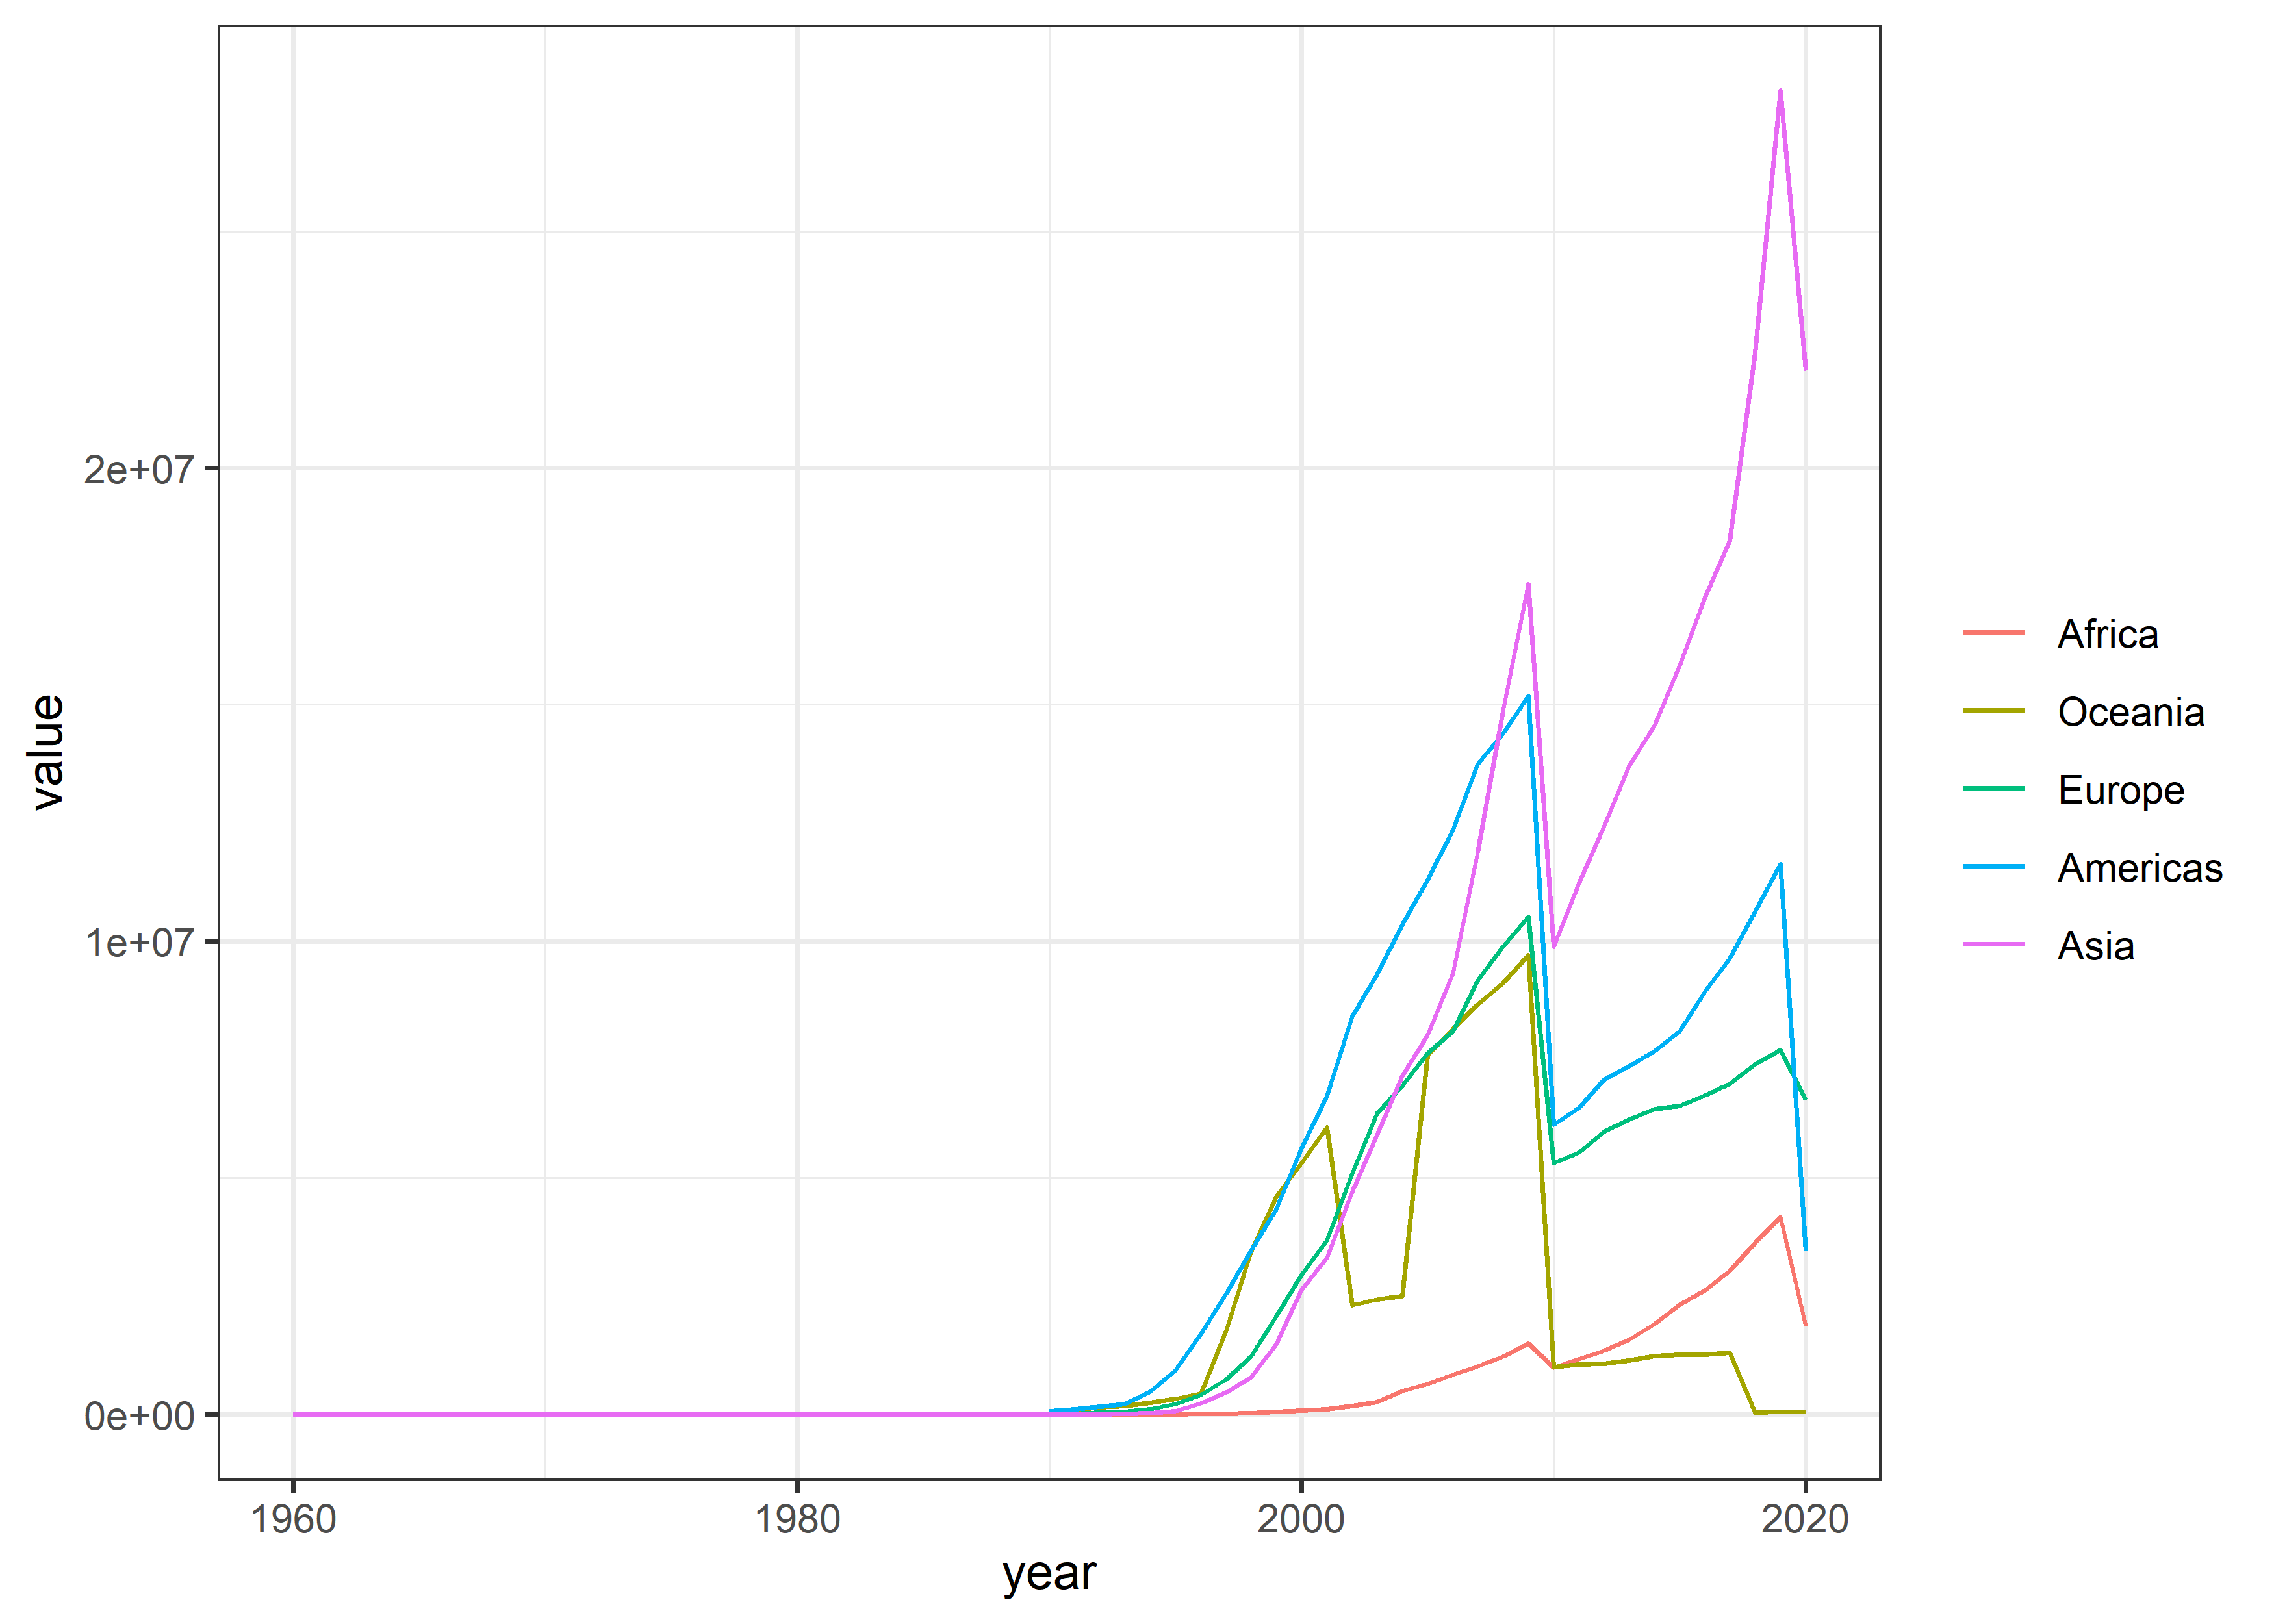 value
2e+07
1e+07
0e+00
1960
1980
2000
2020
year
Africa
Oceania
Europe
Americas
Asia